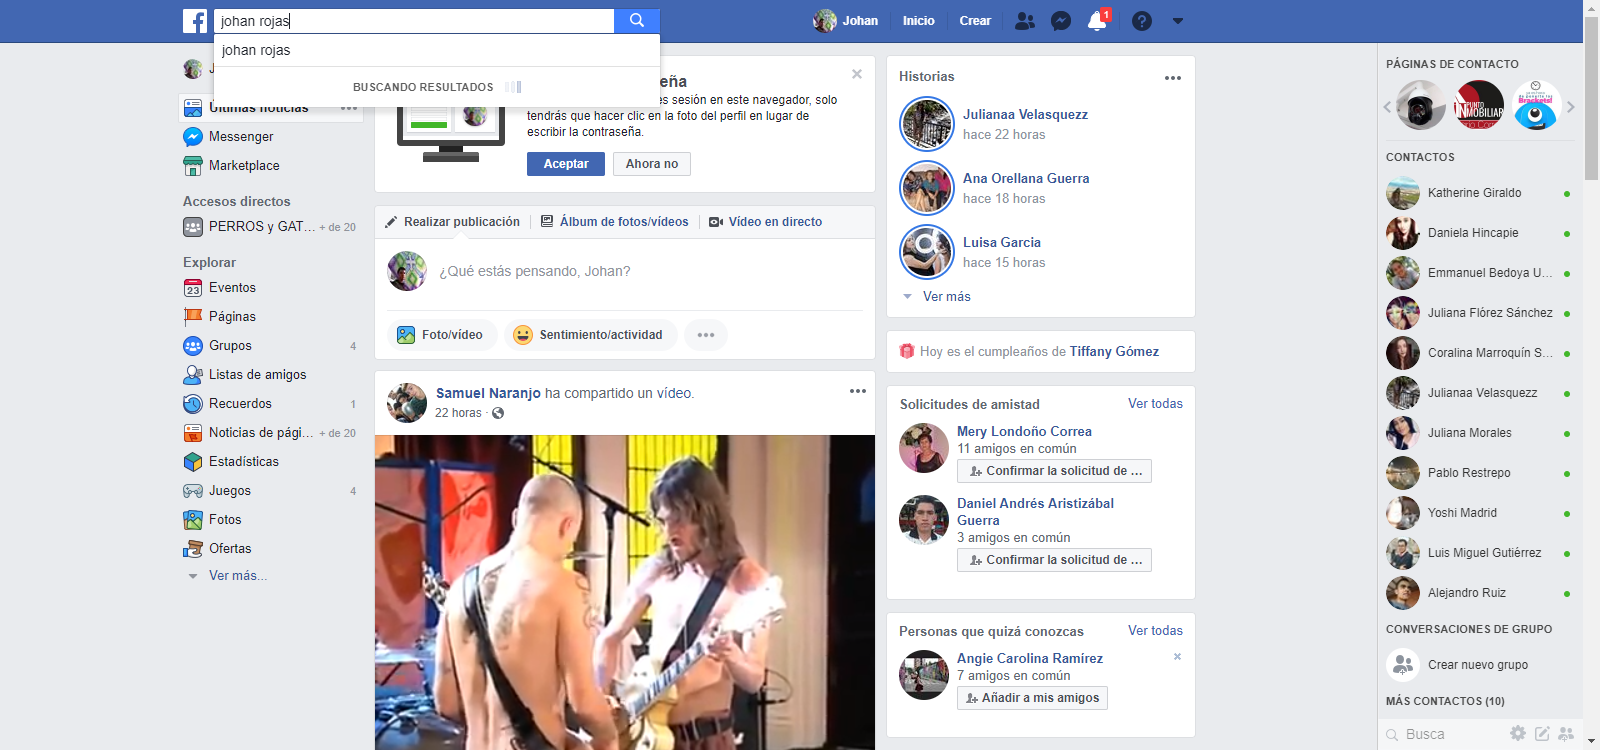 johan rojas
Johan
Inicio
Crear
1
johan rojas
BUSCANDO RESULTADOS
J
Últimas noticias
Messenger
Marketplace
Accesos directos
PERROS y GAT... + de 20
Explorar
23
Eventos
Páginas
Grupos 4
Listas de amigos
Recuerdos 1
Noticias de pági... + de 20
Estadísticas
Juegos 4
Fotos
Ofertas
Ver más...
eña
es sesión en este navegador, solo
tendrás que hacer clic en la foto del perfil en lugar de
escribir la contraseña.
Aceptar
Ahora no
Realizar publicación
Álbum de fotos/vídeos
Vídeo en directo
¿Qué estás pensando, Johan?
Foto/vídeo
Sentimiento/actividad
Samuel Naranjo ha compartido un vídeo.
22 horas ·
Historias
Julianaa Velasquezz
hace 22 horas
Ana Orellana Guerra
hace 18 horas
Luisa Garcia
hace 15 horas
Ver más
Hoy es el cumpleaños de Tiffany Gómez
Solicitudes de amistad
Ver todas
Mery Londoño Correa
11 amigos en común
Confirmar la solicitud de ...
Daniel Andrés Aristizábal
Guerra
3 amigos en común
Confirmar la solicitud de ...
Personas que quizá conozcas
Ver todas
Angie Carolina Ramírez
7 amigos en común
Añadir a mis amigos
PÁGINAS DE CONTACTO
PUNTO
INMOBILIAR
Brackets!
CONTACTOS
Katherine Giraldo
Daniela Hincapie
Emmanuel Bedoya U...
Juliana Flórez Sánchez
Coralina Marroquín S...
Julianaa Velasquezz
Juliana Morales
Pablo Restrepo
Yoshi Madrid
Luis Miguel Gutiérrez
Alejandro Ruiz
CONVERSACIONES DE GRUPO
Crear nuevo grupo
MÁS CONTACTOS (10)
Busca